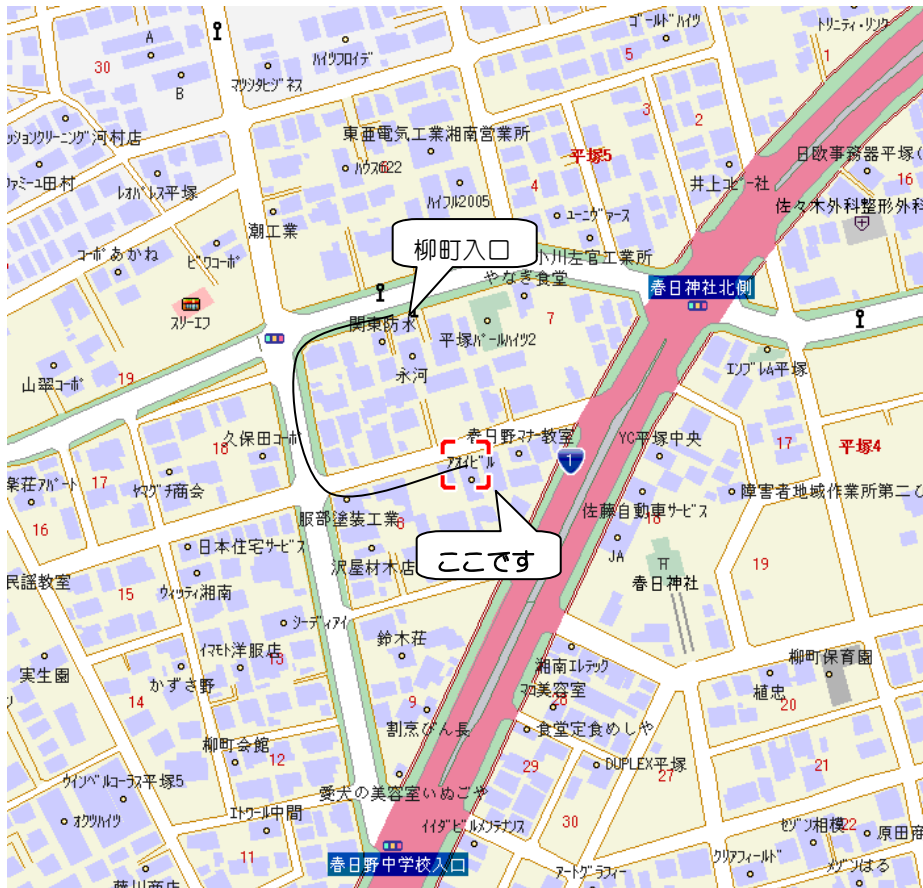 ゴールドハイツ
トリニティ・リンク
A
ハイツフロイデ
5
1
30
B
マツシタビジネス
3
2
東亜電気工業湘南営業所
河村店
平塚5
日欧事務器平塚(
ハウス622
4
井上コピー社
16
ファミーユ田村
レオパレス平塚
ハイフル2005
ユーニヴァース
佐々木外科整形外科
潮工業
柳町入口
コーポあかね
ビワコーポ
小川左官工業所
やなぎ食堂
春日神社北側
スリーエフ
関東防水
7
平塚パールハイツ2
山翠コーポ
19
永河
エンブレムA平塚
久保田コーポ
18
春日野マナー教室
YC平塚中央
17
平塚4
アオイビル
1
楽荘アパート
17
ヤマグチ商会
障害者地域作業所第二ひ
16
服部塗装工業
8
佐藤自動車サービス
18
日本住宅サービス
ここです
沢屋材木店
JA
19
民謡教室
15
ウィッティ湘南
春日神社
シーディアイ
鈴木荘
イマモト洋服店
13
湘南エレテック
柳町保育園
実生園
かずさ野
マコ美容室
植忠
14
9
28
20
割烹びん長
食堂定食めしや
柳町会館
12
29
DUPLEX平塚
27
21
ウインベルコーラス平塚5
愛犬の美容室いぬごや
オクツハイツ
エトワール中間
イイダビルメンテナンス
30
セゾン相模
22
原田商
11
春日野中学校入口
クリアフィールド
藤川商店
アートグラフィー
メゾンはる